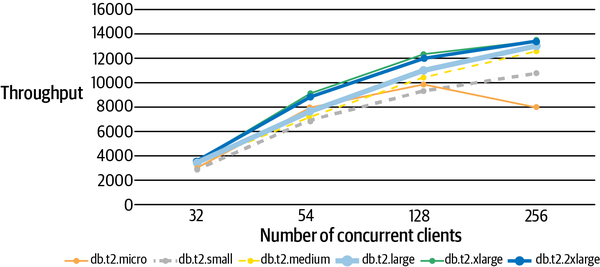 16000
14000
12000
10000
Throughput
8000
6000
4000
2000
0
32 54 128 256
Number of concurrent clients
db.t2.micro db.t2.small db.t2.medium db.t2.large db.t2.xlarge db.t2.2xlarge